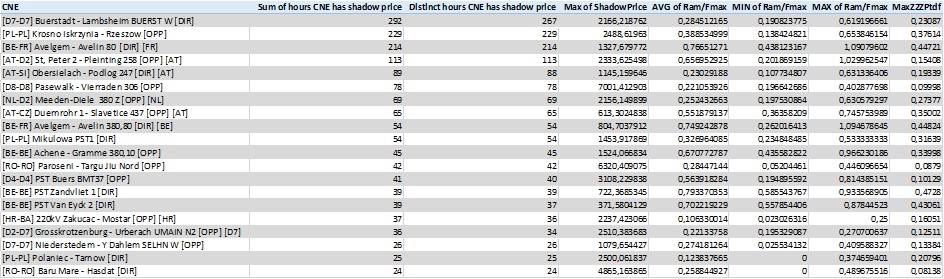 CNE Sum of hours CNE has shadow price Distinct hours CNE has shadow price Max of ShadowPrice AVG of Ram/Fmax MIN of Ram/Fmax MAX of Ram/Fmax MaxZ2ZPtdf
[D7-D7] Buerstadt - Lambsheim BUERST W [DIR] 292 267 2166,218762 0,284512165 0,190823775 0,619196661 0,23087
[PL-PL] Krosno Iskrzynia - Rzeszow [OPP] 229 229 2488,61963 0,388534999 0,138424821 0,653846154 0,37614
[BE-FR] Avelgem - Avelin 80 [DIR] [FR] 214 214 1327,679772 0,76651271 0,438123167 1,09079602 0,44721
[AT-D2] St, Peter 2 - Pleinting 258 [OPP] [AT] 113 113 2333,625498 0,656952925 0,201869159 1,029962547 0,15408
[AT-SI] Obersielach - Podlog 247 [DIR] [AT] 89 88 1145,159646 0,23029188 0,107734807 0,631336406 0,19339
[D8-D8] Pasewalk - Vierraden 306 [OPP] 78 78 7001,412903 0,221053926 0,196642686 0,402877698 0,09998
[NL-D2] Meeden-Diele 380 Z [OPP] [NL] 69 69 2156,149899 0,252432663 0,197530864 0,630579297 0,27377
[AT-CZ] Duernrohr 1 - Slavetice 437 [OPP] [AT] 65 65 613,3024838 0,551879137 0,36358209 0,745753989 0,35002
[BE-FR] Avelgem - Avelin 380,80 [DIR] [BE] 54 54 804,7037912 0,749242878 0,262016413 1,094678645 0,44824
[PL-PL] Mikulowa PST1 [DIR] 54 54 1453,917869 0,326964085 0,234848485 0,533333333 0,31639
[BE-BE] Achene - Gramme 380,10 [OPP] 45 45 1524,066834 0,670772787 0,435582822 0,966230186 0,33998
[RO-RO] Paroseni - Targu Jiu Nord [OPP] 42 42 6320,409075 0,28447144 0,05204461 0,446096654 0,0879
[D4-D4] PST Buers BMT37 [OPP] 41 40 3108,229838 0,563918284 0,194895592 0,814385151 0,10129
[BE-BE] PST Zandvliet 1 [DIR] 39 39 722,3685345 0,793370353 0,585543767 0,933568905 0,4728
[BE-BE] PST Van Eyck 2 [DIR] 39 37 371,5804129 0,702219229 0,557854406 0,87844523 0,43061
[HR-BA] 220kV Zakucac - Mostar [OPP] [HR] 37 36 2237,423066 0,106330014 0,023026316 0,25 0,16051
[D2-D7] Grosskrotzenburg - Urberach UMAIN N2 [OPP] [D7] 36 34 2510,383683 0,22133758 0,195329087 0,270700637 0,12511
[D7-D7] Niederstedem - Y Dahlem SELHN W [OPP] 26 26 1079,654427 0,274181264 0,025534132 0,409588327 0,13384
[PL-PL] Polaniec - Tarnow [DIR] 25 25 2500,061837 0,123837665 0 0,374659401 0,20796
[RO-RO] Baru Mare - Hasdat [DIR] 24 24 4865,163865 0,258844927 0 0,489675516 0,08138